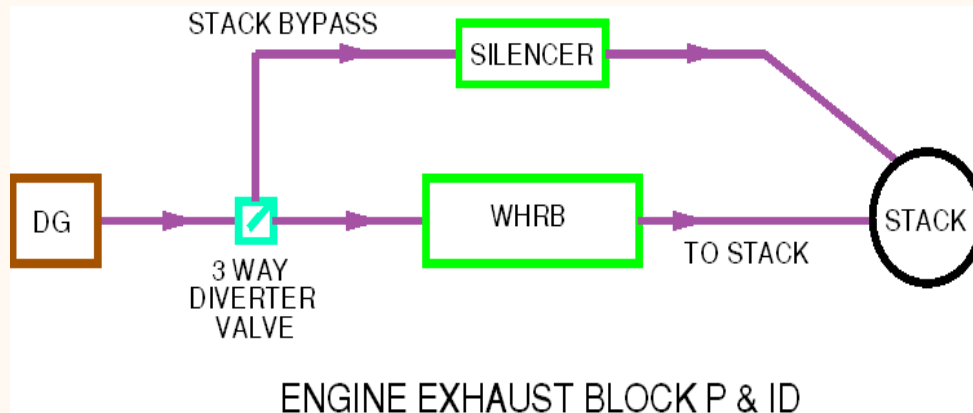 STACK BYPASS
SILENCER
DG
WHRB
STACK
TO STACK
3 WAY
DIVERTER
VALVE
ENGINE EXHAUST BLOCK P & ID